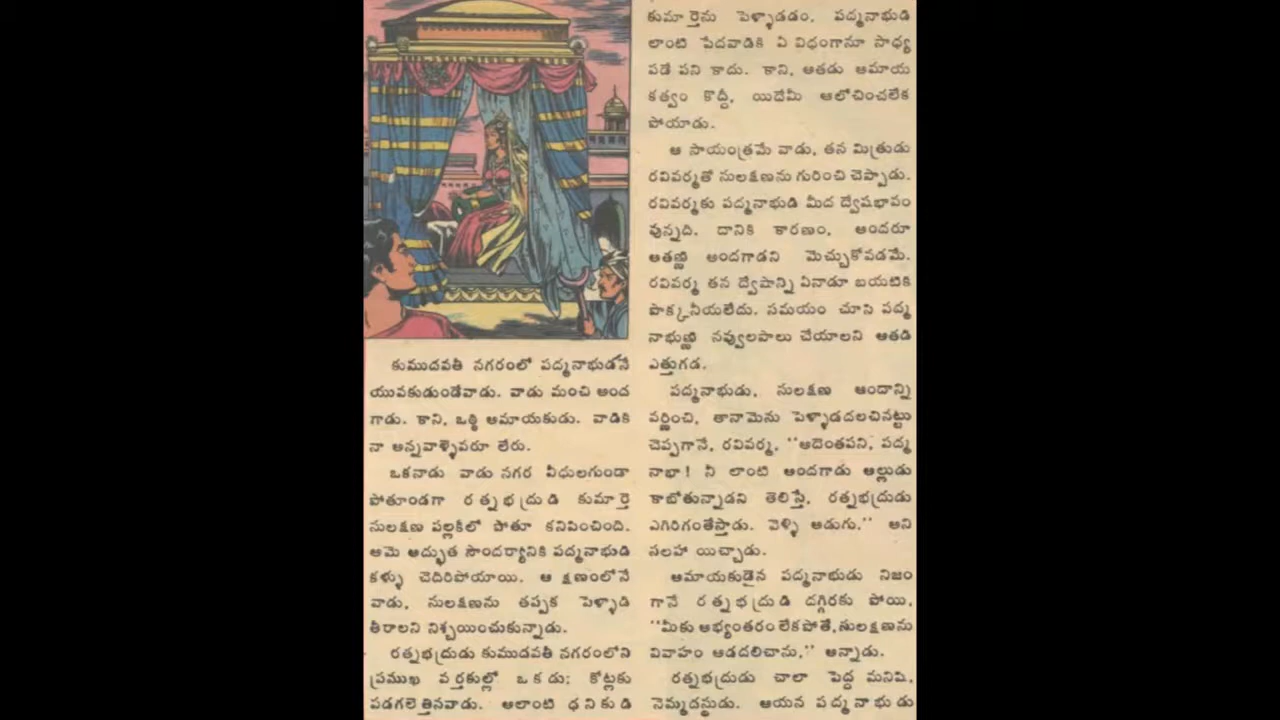 కుముదవతీ నగరంలో పద్మనాభుడనే
యువకుడుండేవాడు. వాడు మంచి అంద
గాడు. కాని, ఒఠ్ఠి అమాయకుడు. వాడికి
నా అన్నవాళ్ళెవరూ లేరు.
ఒకనాడు వాడు నగర వీధులగుండా
పోతూండగా రత్నభద్రుడి కుమార్తె
సులక్షణ పల్లకిలో పోతూ కనిపించింది.
ఆమె అద్భుత సౌందర్యానికి పద్మనాభుడి
కళ్ళు చెదిరిపోయాయి. ఆ క్షణంలోనే
వాడు, సులక్షణను తప్పక పెళ్ళాడి
తీరాలని నిశ్చయించుకున్నాడు.
రత్నభద్రుడు కుముదవతీ నగరంలోని
ప్రముఖ వర్తకుల్లో ఒకడు; కోట్లకు
పడగలెత్తినవాడు. అలాంటి ధనికుడి
కుమార్తెను పెళ్ళాడడం, పద్మనాభుడి
లాంటి పేదవాడికి ఏ విధంగానూ సాధ్య
పడే పని కాదు. కాని, అతడు అమాయ
కత్వం కొద్దీ, యిదేమీ ఆలోచించలేక
పోయాడు.
ఆ సాయంత్రమే వాడు, తన మిత్రుడు
రవివర్మతో సులక్షణను గురించి చెప్పాడు.
రవివర్మకు పద్మనాభుడి మీద ద్వేషభావం
వున్నది. దానికి కారణం, అందరూ
అతణ్ణి అందగాడని మెచ్చుకోవడమే.
రవివర్మ తన ద్వేషాన్ని ఏనాడూ బయటికి
పొక్కనీయలేదు. సమయం చూసి పద్మ
నాభుణ్ణి నవ్వులపాలు చేయాలని అతడి
ఎత్తుగడ.
పద్మనాభుడు, సులక్షణ అందాన్ని
వర్ణించి, తానామెను పెళ్ళాడదలచినట్టు
చెప్పగానే, రవివర్మ, "అదెంతపని, పద్మ
నాభా! నీ లాంటి అందగాడు అల్లుడు
కాబోతున్నాడని తెలిస్తే, రత్నభద్రుడు
ఎగిరిగంతేస్తాడు. వెళ్ళి అడుగు," అని
సలహా యిచ్చాడు.
అమాయకుడైన పద్మనాభుడు నిజం
గానే రత్నభద్రుడి దగ్గిరకు పోయి,
"మీకు అభ్యంతరం లేకపోతే, సులక్షణను
వివాహం ఆడదలిచాను," అన్నాడు.
రత్నభద్రుడు చాలా పెద్ద మనిషి,
నెమ్మదస్థుడు. ఆయన పద్మనాభుడు